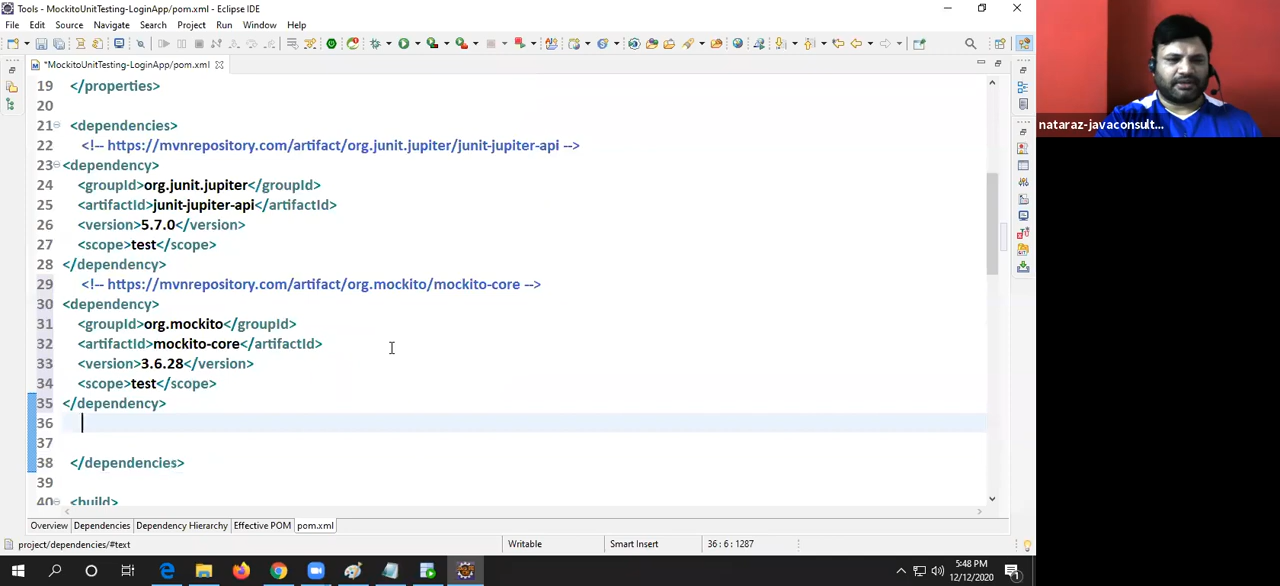 Tools - MockitoUnitTesting-LoginApp/pom.xml - Eclipse IDE
File Edit Source Navigate Search Project Run Window Help
*MockitoUnitTesting-LoginApp/pom.xml
19 </properties>
20
21 <dependencies>
22 <!-- https://mvnrepository.com/artifact/org.junit.jupiter/junit-jupiter-api -->
23 <dependency>
24 <groupId>org.junit.jupiter</groupId>
25 <artifactId>junit-jupiter-api</artifactId>
26 <version>5.7.0</version>
27 <scope>test</scope>
28 </dependency>
29 <!-- https://mvnrepository.com/artifact/org.mockito/mockito-core -->
30 <dependency>
31 <groupId>org.mockito</groupId>
32 <artifactId>mockito-core</artifactId>
33 <version>3.6.28</version>
34 <scope>test</scope>
35 </dependency>
36
37
38 </dependencies>
39
40 <build>
Overview Dependencies Dependency Hierarchy Effective POM pom.xml
project/dependencies/#text Writable Smart Insert 36 : 6 : 1287
5:48 PM
12/12/2020
nataraz-javaconsult...